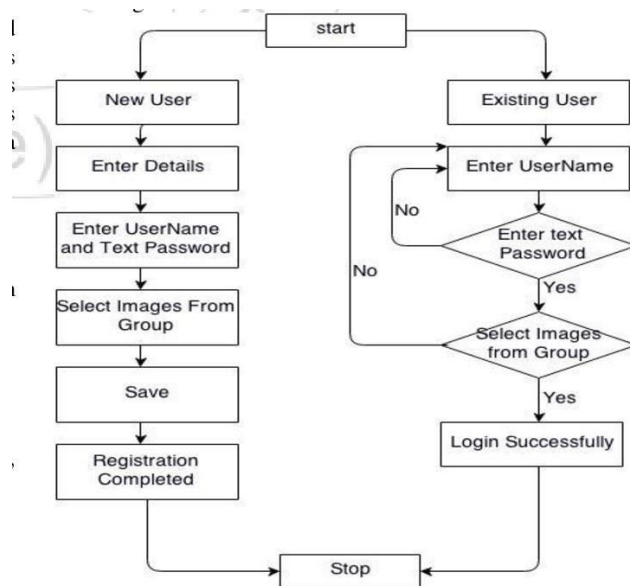 start
New User
Enter Details
Enter UserName
and Text Password
Select Images From
Group
Save
Registration
Completed
Existing User
Enter UserName
No
Enter text
Password
No
Yes
Select Images
from Group
Yes
Login Successfully
Stop